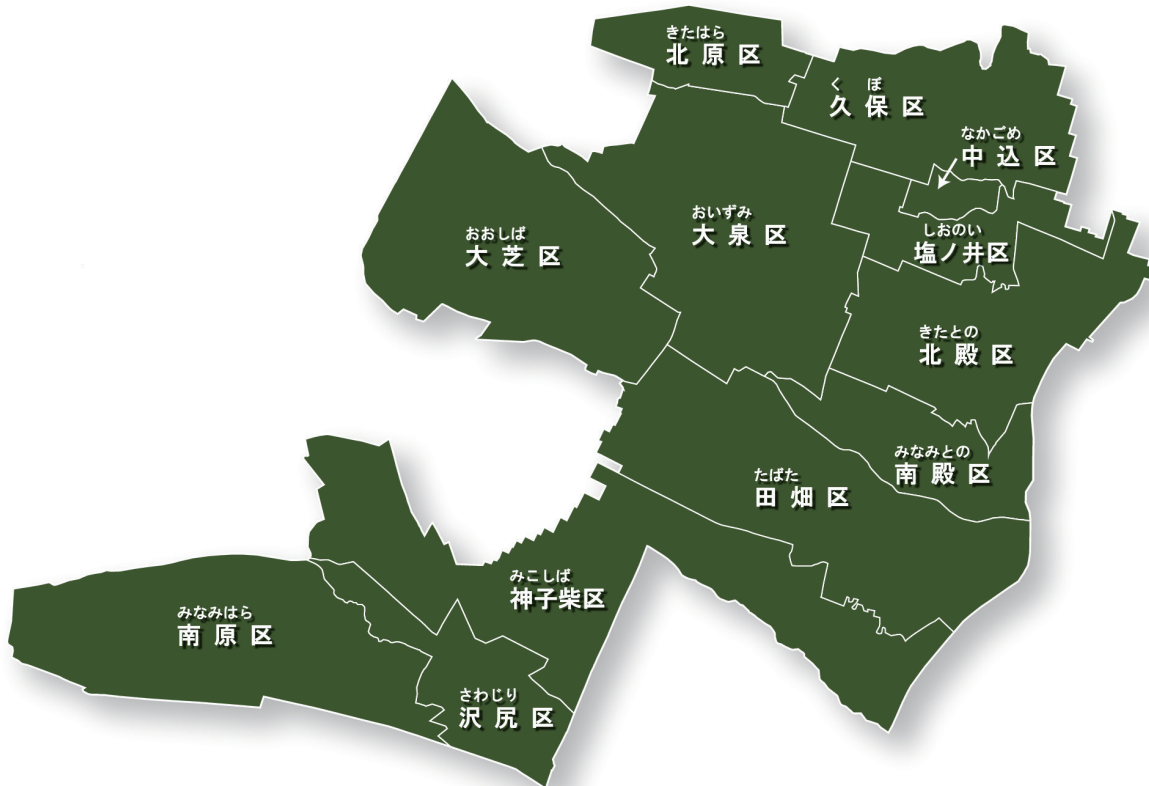 きたはら
北原区
くぼ
久保区
なかごめ
中込区
おいずみ
大泉区
しおのい
塩ノ井区
おおしば
大芝区
きたとの
北殿区
みなみとの
南殿区
たばた
田畑区
みこしば
神子柴区
みなみはら
南原区
さわじり
沢尻区